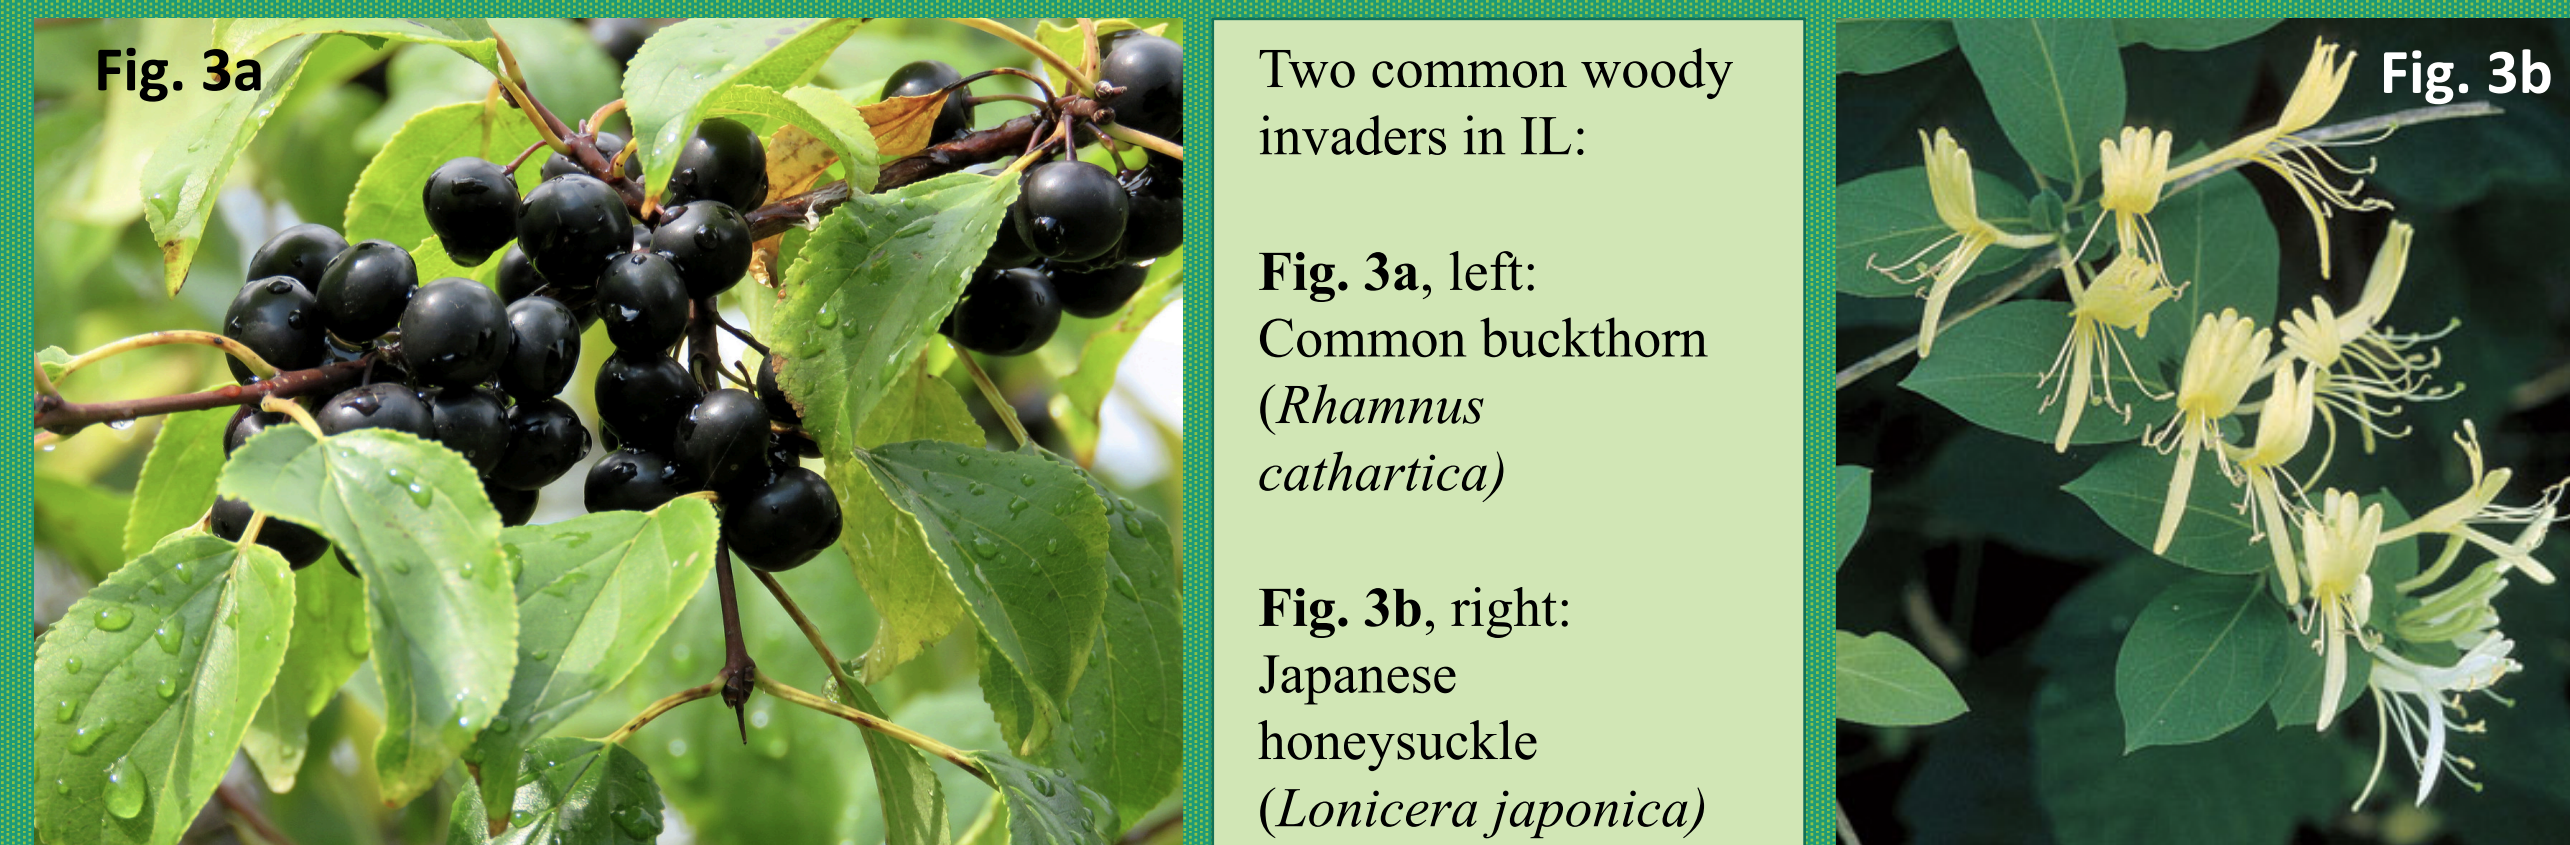 Fig. 3a
Two common woody
invaders in IL:
Fig. 3a, left:
Common buckthorn
(Rhamnus
cathartica)
Fig. 3b, right:
Japanese
honeysuckle
(Lonicera japonica)
Fig. 3b